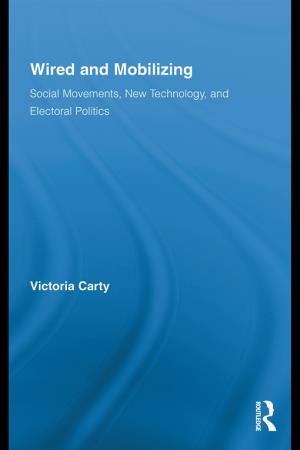 Wired and Mobilizing
Social Movements, New Technology, and
Electoral Politics
Victoria Carty
ROUTLEDGE